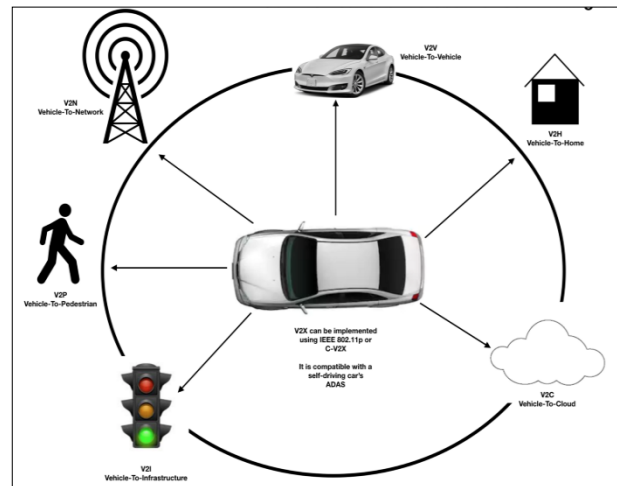 V2V
Vehicle-To-Vehicle
V2N
Vehicle-To-Network
V2H
Vehicle-To-Home
V2P
Vehicle-To-Pedestrian
V2X can be implemented
using IEEE 802.11p or
C-V2X
It is compatible with a
self-driving car's
ADAS
V2C
Vehicle-To-Cloud
V2I
Vehicle-To-Infrastructure